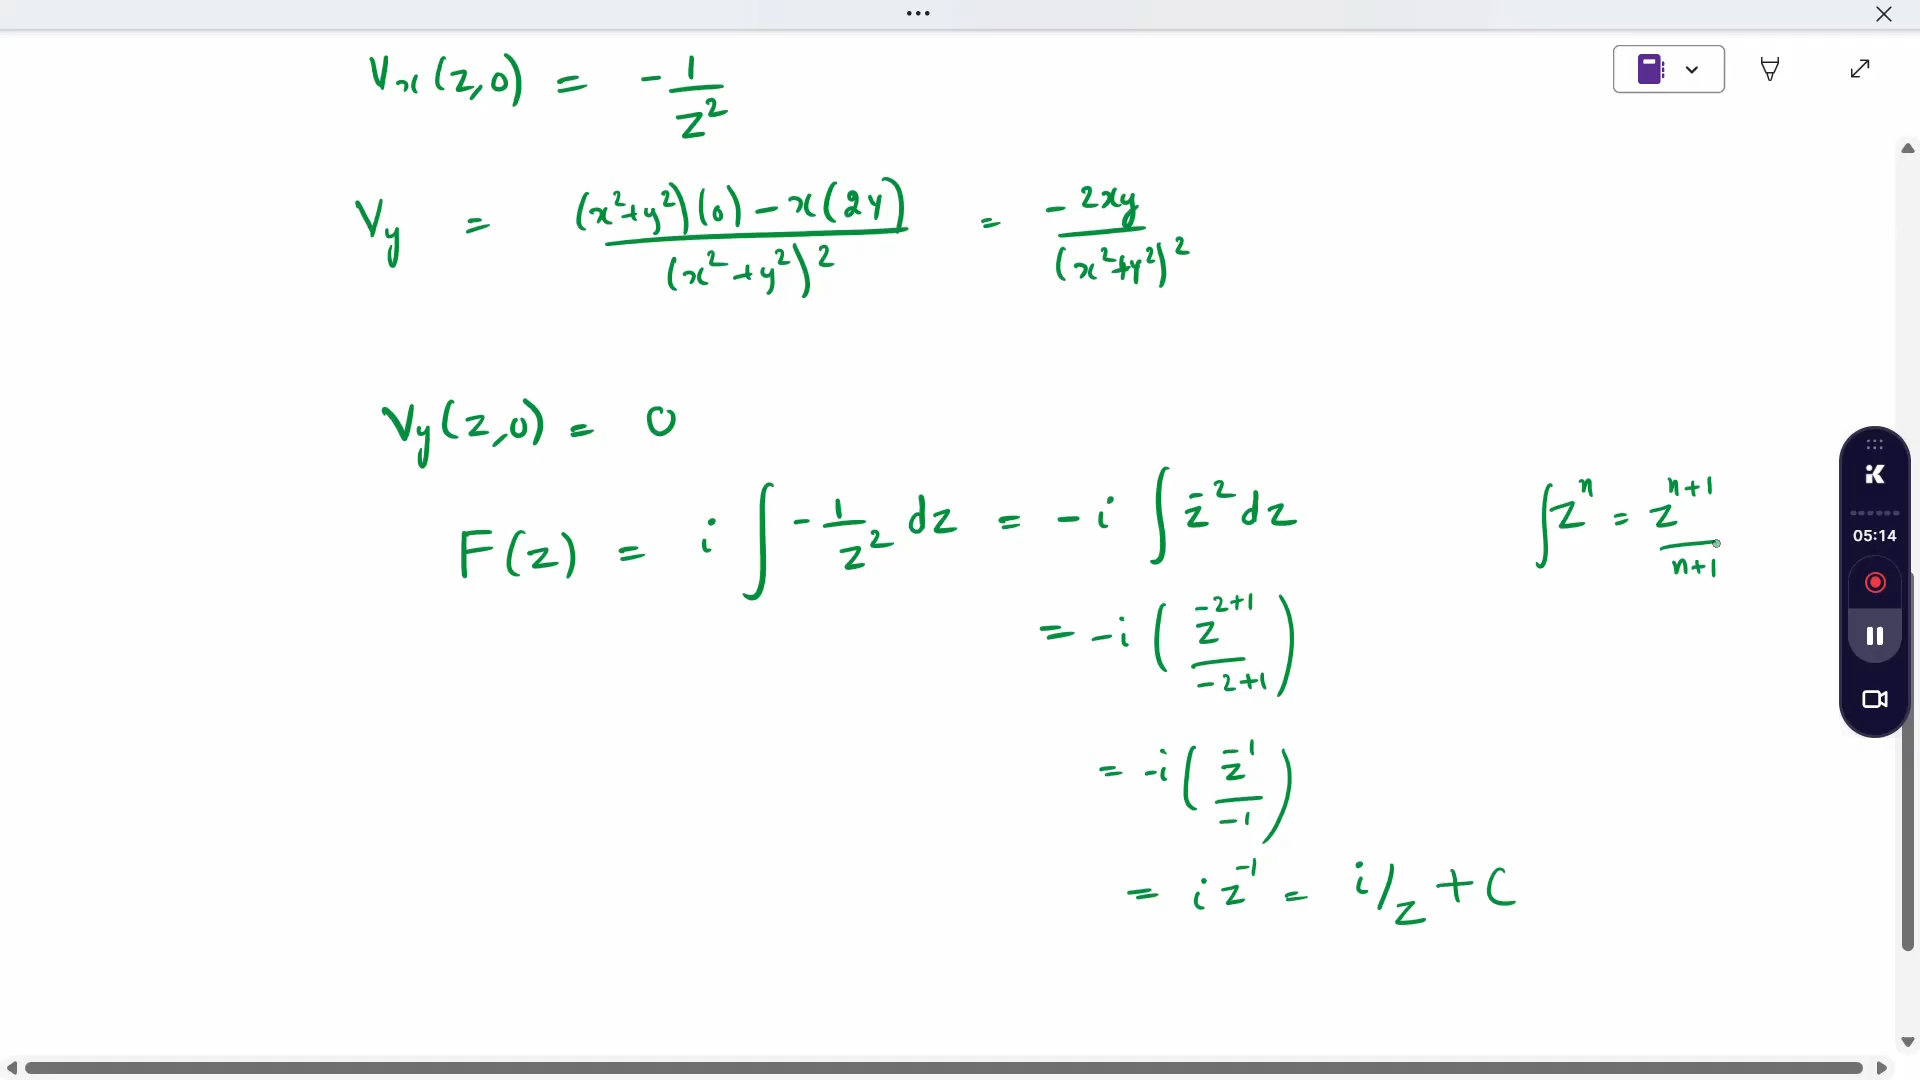 Vx(z,0) = - 1/z²
Vy = (x²+y²)(0) - x(2y) / (x²+y²)² = -2xy / (x²+y²)²
Vy(z,0) = 0
F(z) = i ∫ - 1/z² dz = -i ∫ z⁻² dz
∫ zⁿ = zⁿ⁺¹ / n+1
= -i ( z⁻²⁺¹ / -2+1 )
= -i ( z⁻¹ / -1 )
= i z⁻¹ = i/z + C
05:14